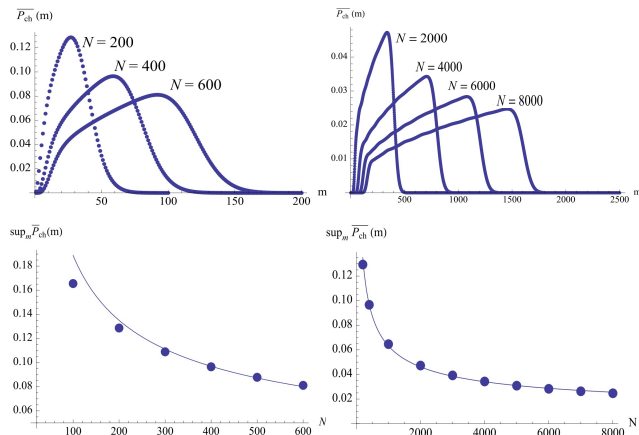 P̅c̅h̅ (m)
0.12
0.10
0.08
0.06
0.04
0.02
N = 200
N = 400
N = 600
50
100
150
200
m
P̅c̅h̅ (m)
0.04
0.03
0.02
0.01
N = 2000
N = 4000
N = 6000
N = 8000
500
1000
1500
2000
2500
m
supm P̅ch(m)
0.18
0.16
0.14
0.12
0.10
0.08
0.06
100
200
300
400
500
600
N
supm P̅c̅h̅ (m)
0.12
0.10
0.08
0.06
0.04
0.02
2000
4000
6000
8000
N